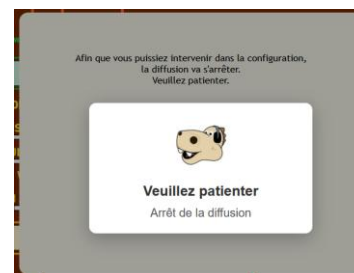 Afin que vous puissiez intervenir dans la configuration,
la diffusion va s'arrêter.
Veuillez patienter.
Veuillez patienter
Arrêt de la diffusion